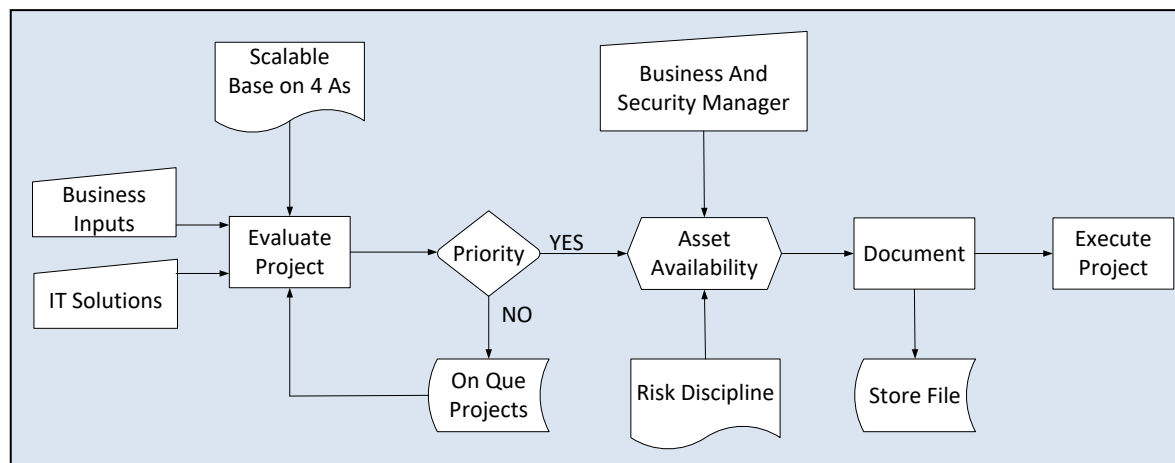 Scalable
Base on 4 As
Business And
Security Manager
Business
Inputs
Evaluate
Project
Priority
YES
Asset
Availability
Document
Execute
Project
IT Solutions
NO
On Que
Projects
Risk Discipline
Store File